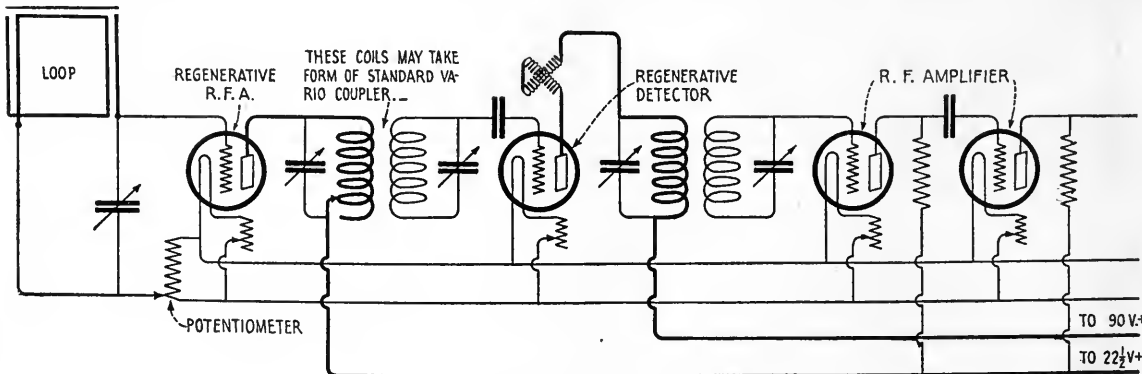 LOOP
REGENERATIVE
R.F.A.
THESE COILS MAY TAKE
FORM OF STANDARD VA-
RIO COUPLER.
REGENERATIVE
DETECTOR
R. F. AMPLIFIER
POTENTIOMETER
TO 90 V.+
TO 22½V+